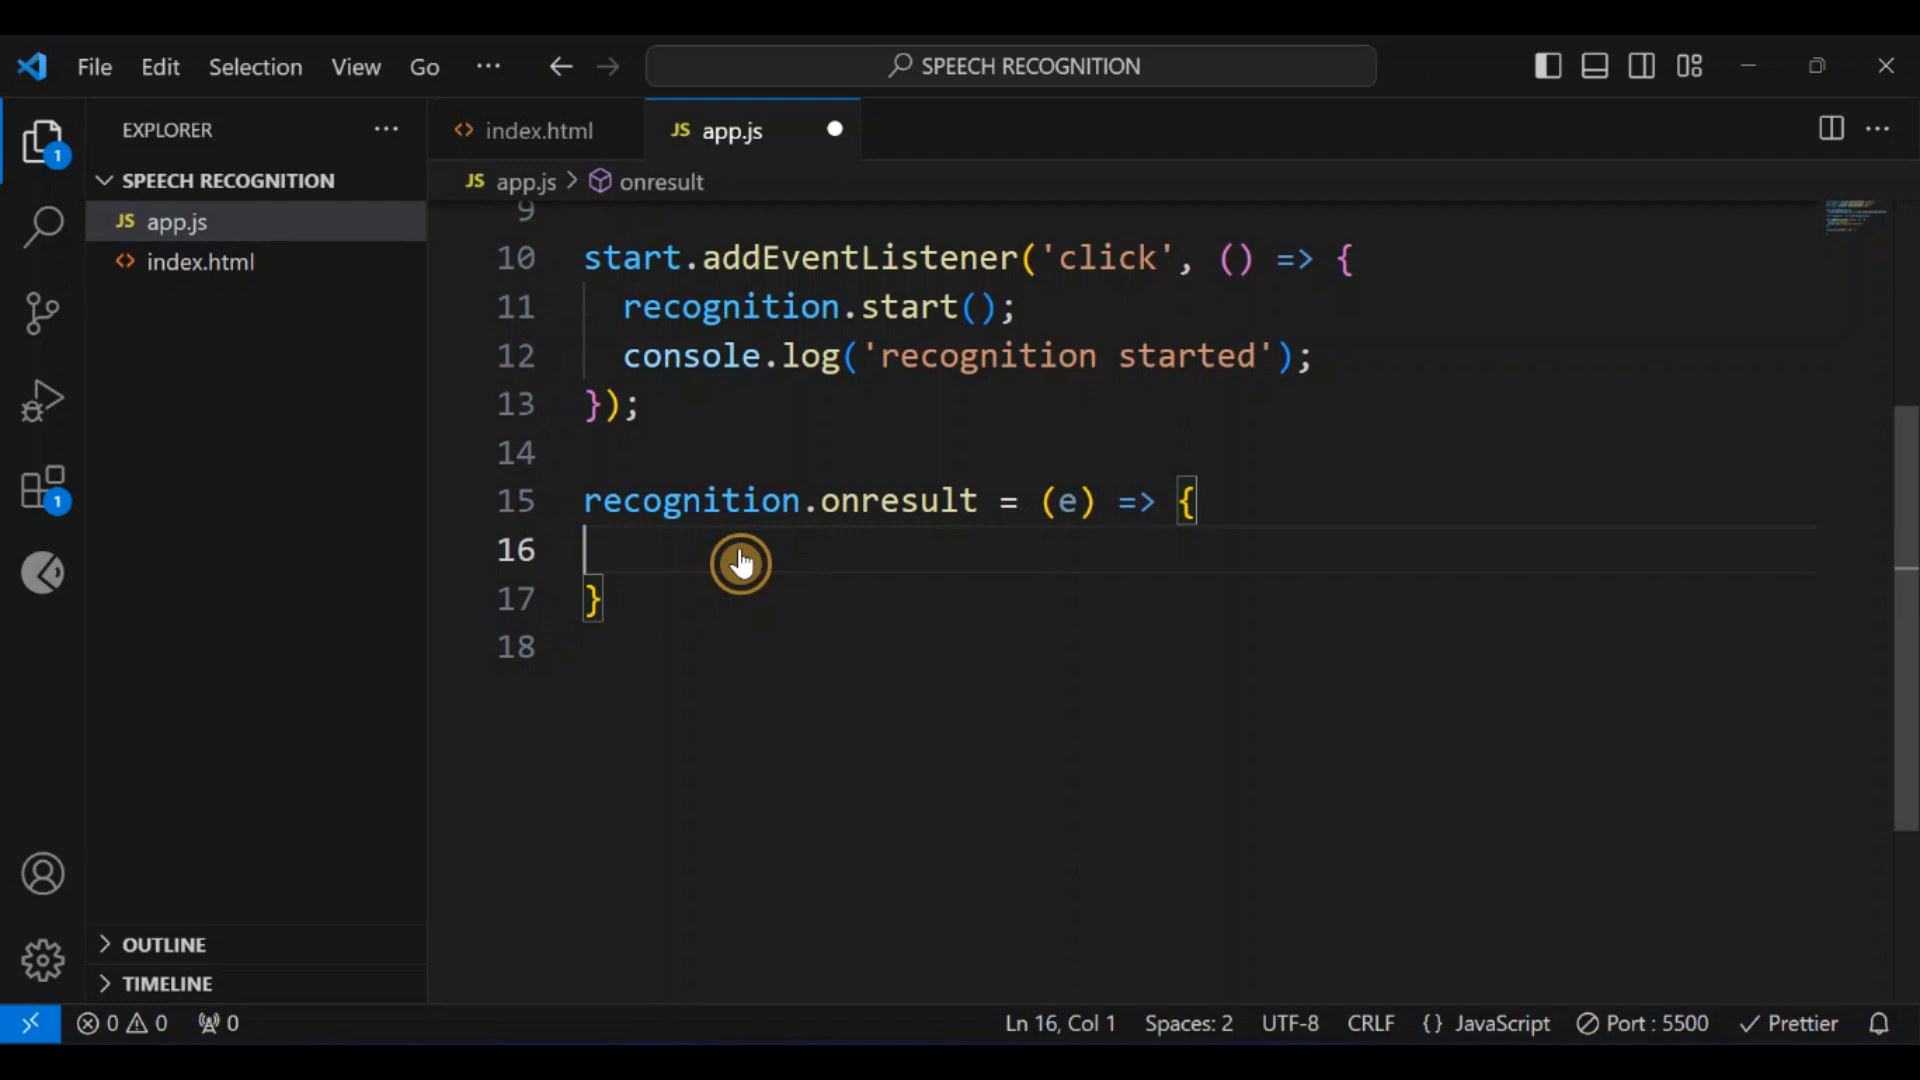 File Edit Selection View Go ··· SPEECH RECOGNITION
EXPLORER ···
SPEECH RECOGNITION
JS app.js
<> index.html
1
1
OUTLINE
TIMELINE
<> index.html JS app.js
JS app.js > onresult
9
10 start.addEventListener('click', () => {
11 recognition.start();
12 console.log('recognition started');
13 });
14
15 recognition.onresult = (e) => {
16
17 }
18
0 0 0 Ln 16, Col 1 Spaces: 2 UTF-8 CRLF {} JavaScript Port : 5500 Prettier